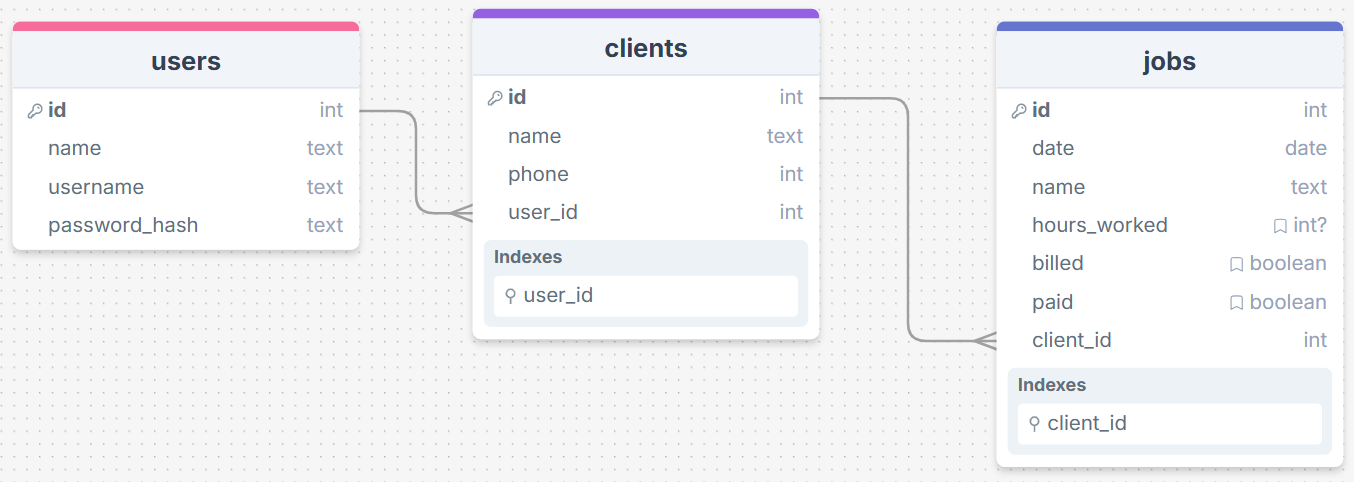 users
id int
name text
username text
password_hash text
clients
id int
name text
phone int
user_id int
Indexes
user_id
jobs
id int
date date
name text
hours_worked int?
billed boolean
paid boolean
client_id int
Indexes
client_id